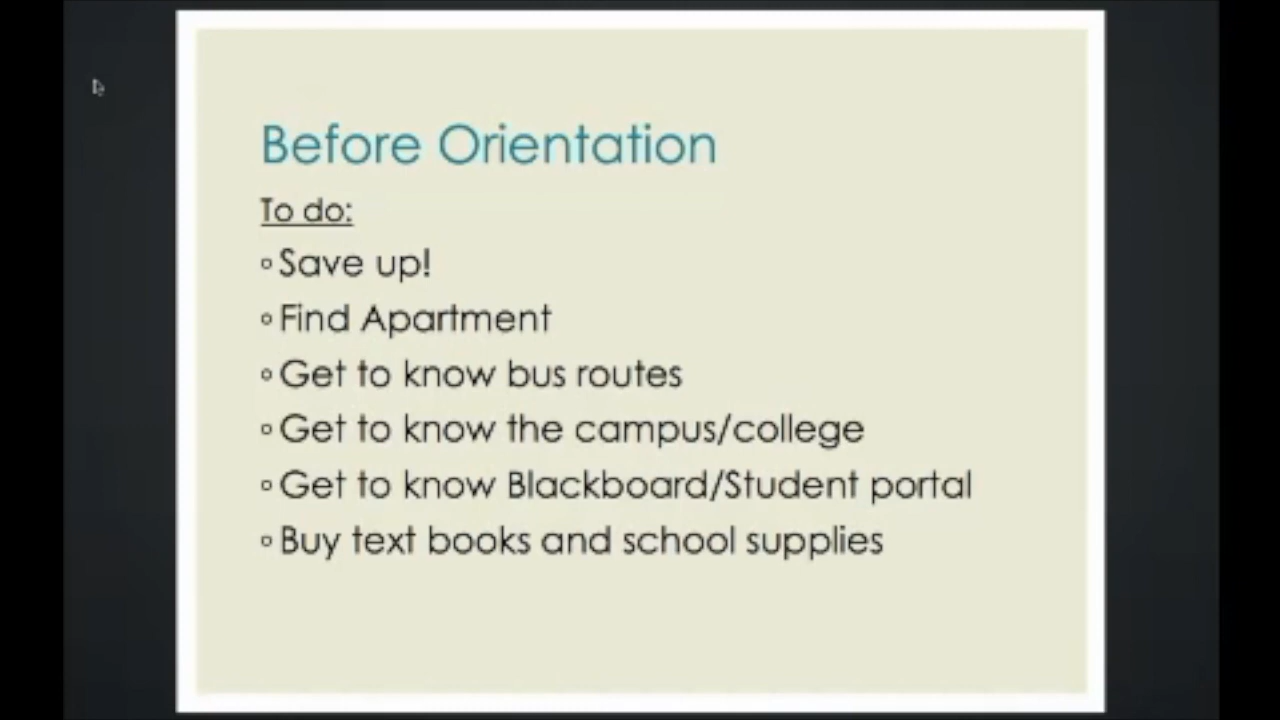 Before Orientation
To do:
Save up!
Find Apartment
Get to know bus routes
Get to know the campus/college
Get to know Blackboard/Student portal
Buy text books and school supplies